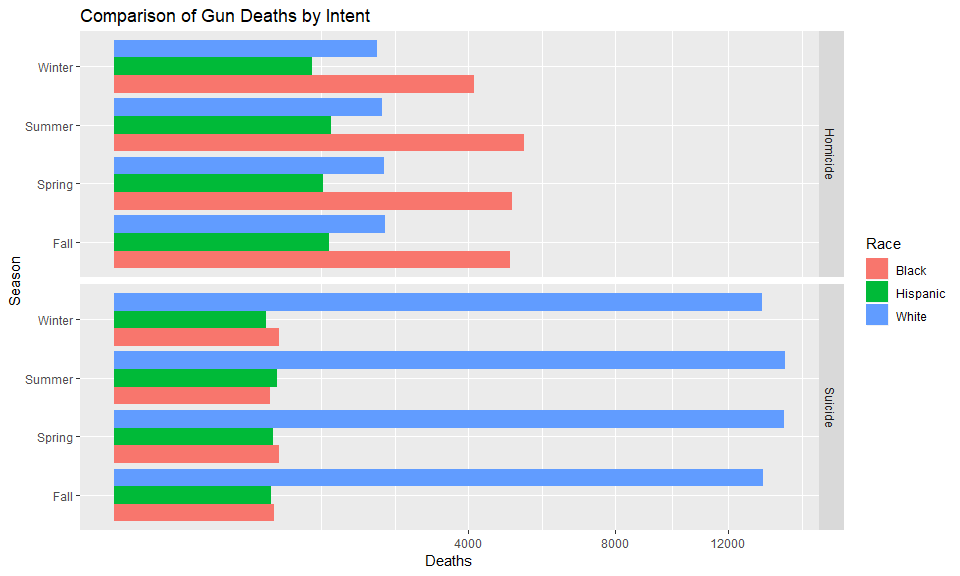 Comparison of Gun Deaths by Intent
Winter
Summer
Spring
Fall
Homicide
Winter
Summer
Spring
Fall
Suicide
Season
4000 8000 12000
Deaths
Race
Black
Hispanic
White